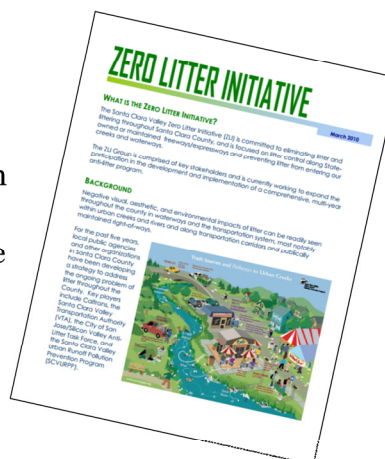 n
e
ZERO LITTER INITIATIVE
March 2010
WHAT IS THE ZERO LITTER INITIATIVE?
The Santa Clara Valley Zero Litter Initiative (ZLI) is committed to eliminating litter and
littering throughout Santa Clara County, and is focused on litter control along State-
owned or maintained freeways/expressways and preventing litter from entering our
creeks and waterways.
The ZLI Group is comprised of key stakeholders and is currently working to expand the
participation in the development and implementation of a comprehensive, multi-year
anti-litter program.
BACKGROUND
Negative visual, aesthetic, and environmental impacts of litter can be readily seen
throughout the county in waterways and the transportation system, most notably
within urban creeks and rivers and along transportation corridors and publically
maintained right-of-ways.
For the past five years,
local public agencies
and other organizations
in Santa Clara County
have been developing
a strategy to address
the ongoing problem of
litter throughout the
County. Key players
include Caltrans, the
Santa Clara Valley
Transportation Authority
(VTA), the City of San
Jose/Silicon Valley Anti-
Litter Task Force, and
the Santa Clara Valley
Urban Runoff Pollution
Prevention Program
(SCVURPP).
Trash Sources and Pathways to Urban Creeks